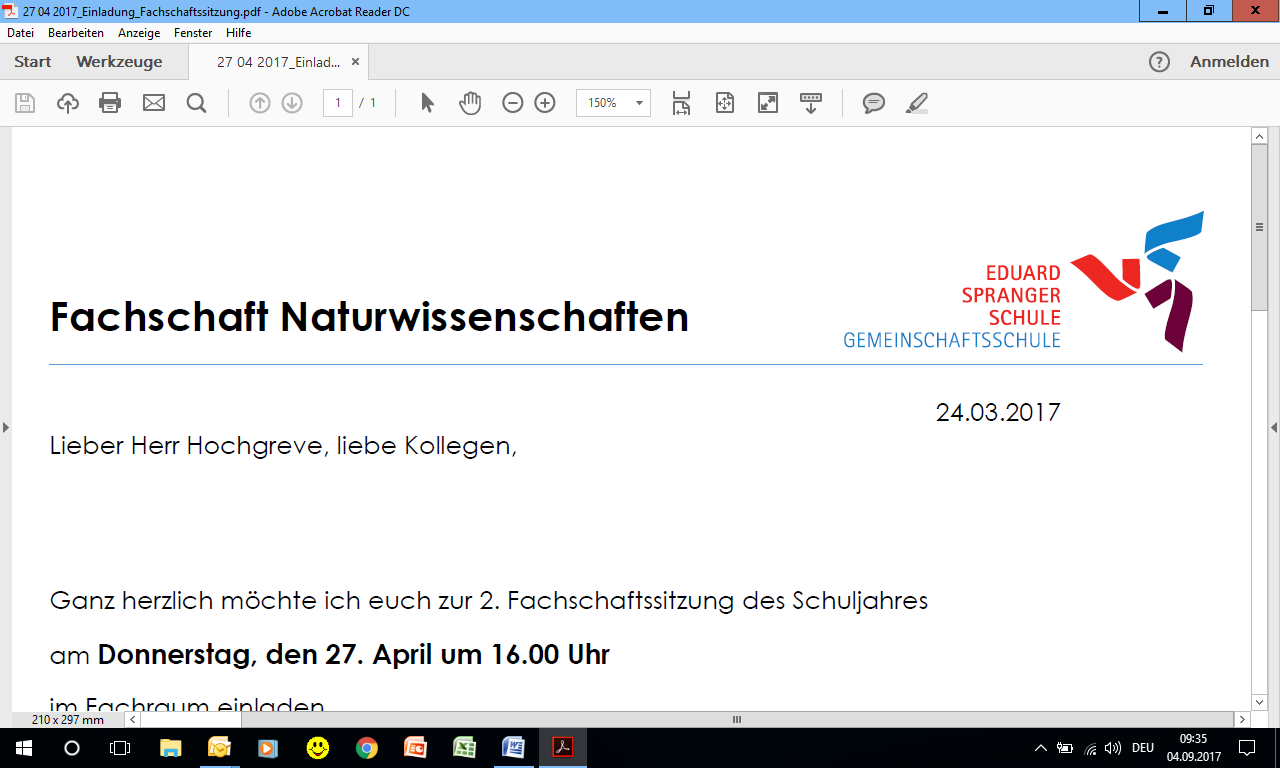 27 04 2017_Einladung_Fachschaftssitzung.pdf - Adobe Acrobat Reader DC
Datei Bearbeiten Anzeige Fenster Hilfe
Start Werkzeuge 27 04 2017_Einlad... × ? Anmelden
1 / 1 150%
EDUARD
SPRANGER
SCHULE
GEMEINSCHAFTSSCHULE
Fachschaft Naturwissenschaften
24.03.2017
Lieber Herr Hochgreve, liebe Kollegen,
Ganz herzlich möchte ich euch zur 2. Fachschaftssitzung des Schuljahres
am Donnerstag, den 27. April um 16.00 Uhr
im Fachraum einladen
210 x 297 mm
DEU 09:35
04.09.2017